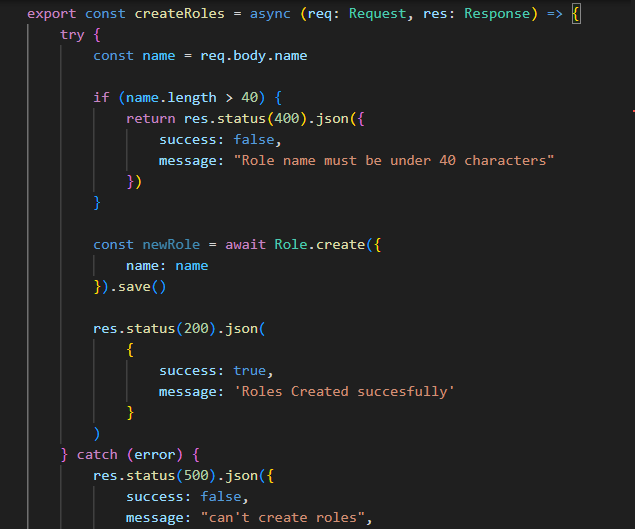 export const createRoles = async (req: Request, res: Response) => {
try {
const name = req.body.name
if (name.length > 40) {
return res.status(400).json({
success: false,
message: "Role name must be under 40 characters"
})
}
const newRole = await Role.create({
name: name
}).save()
res.status(200).json(
{
success: true,
message: 'Roles Created succesfully'
}
)
} catch (error) {
res.status(500).json({
success: false,
message: "can't create roles",